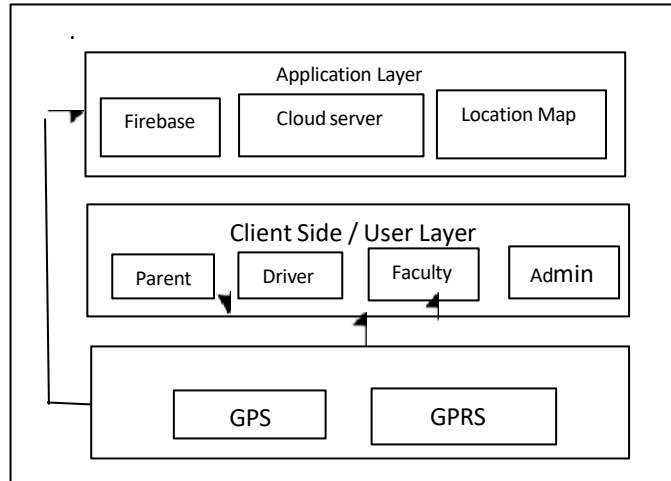 .
Application Layer
Firebase Cloud server Location Map
Client Side / User Layer
Parent Driver Faculty Admin
GPS GPRS